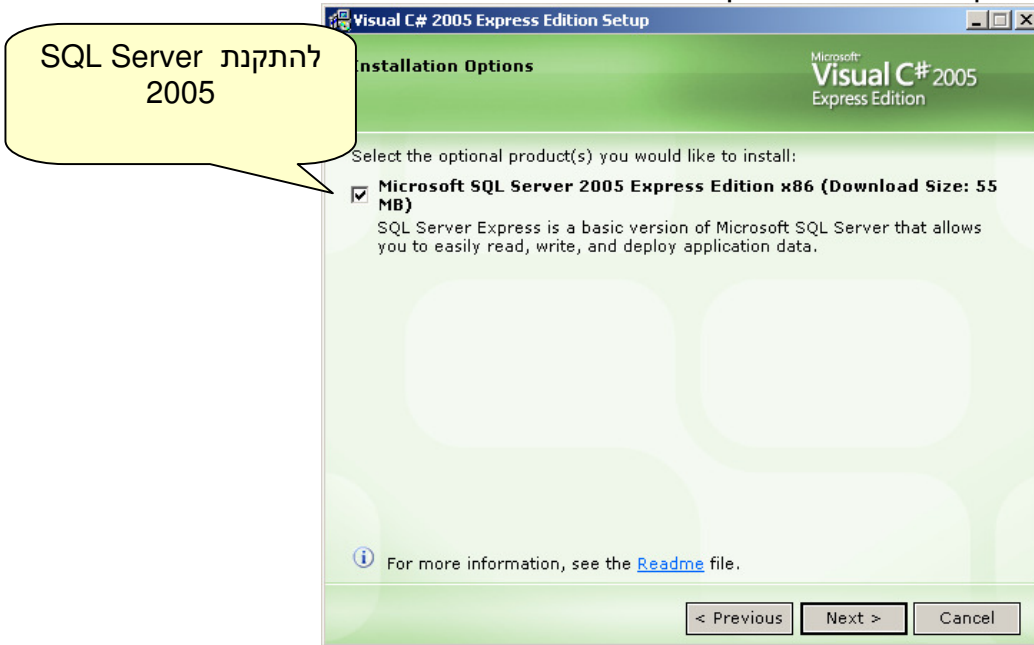 Visual C# 2005 Express Edition Setup
להתקנת SQL Server
2005
Installation Options
Microsoft
Visual C# 2005
Express Edition
Select the optional product(s) you would like to install:
Microsoft SQL Server 2005 Express Edition x86 (Download Size: 55
MB)
SQL Server Express is a basic version of Microsoft SQL Server that allows
you to easily read, write, and deploy application data.
For more information, see the Readme file.
< Previous
Next >
Cancel